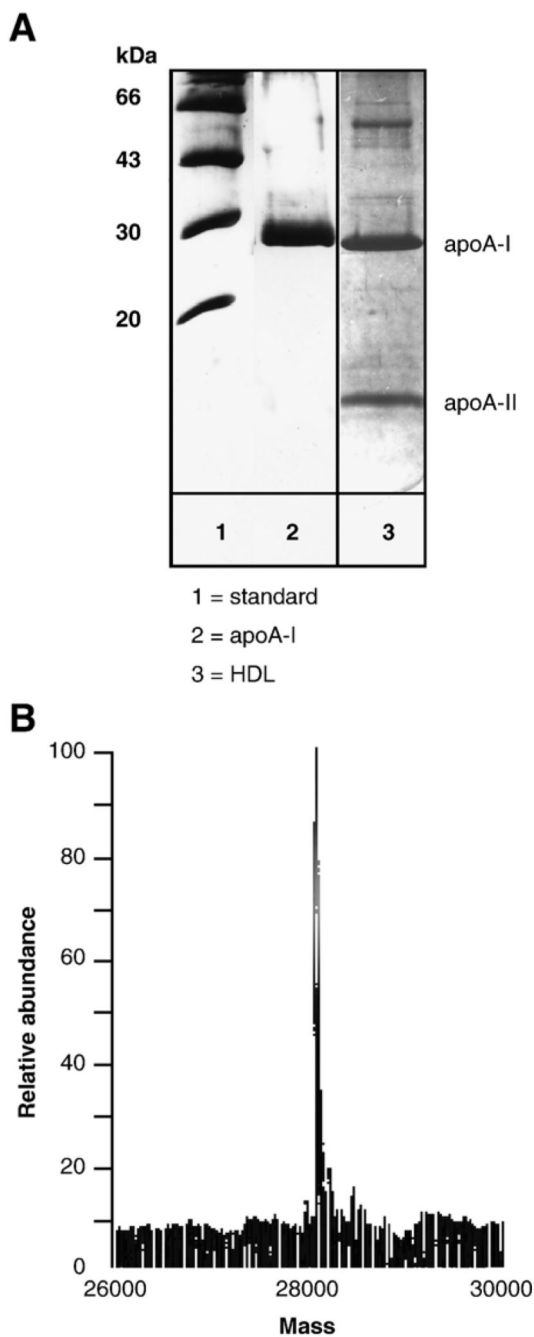 A
kDa
66
43
30
20
apoA-I
apoA-II
1 2 3
1 = standard
2 = apoA-I
3 = HDL
B
100
80
60
40
20
0
Relative abundance
26000 28000 30000
Mass